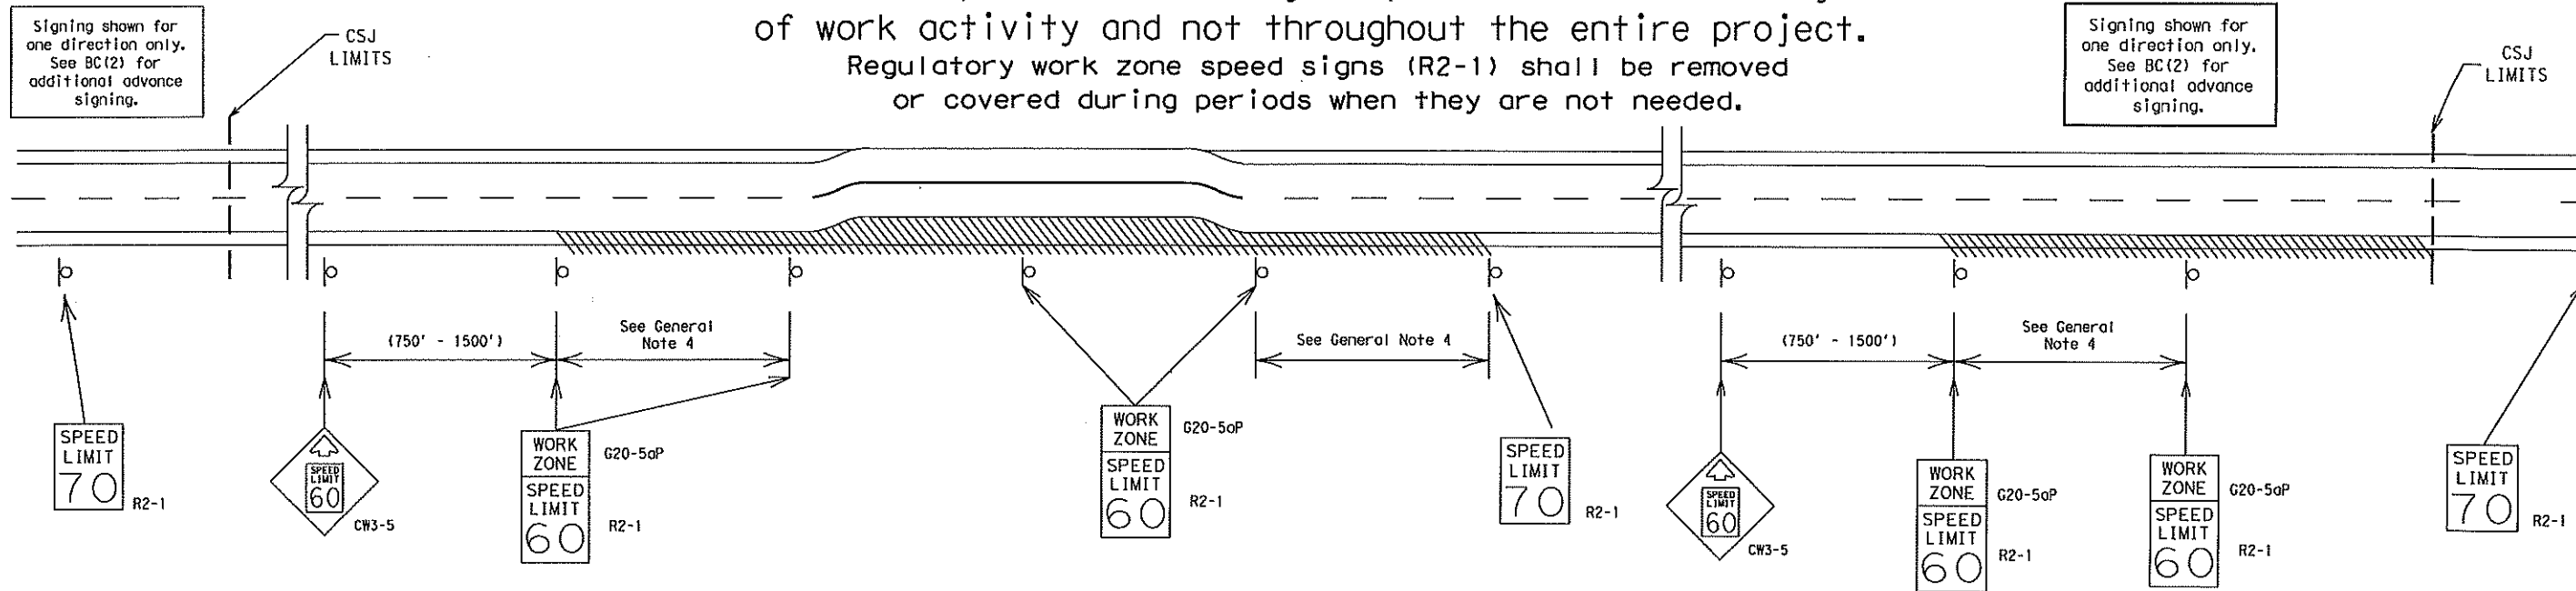 of work activity and not throughout the entire project.
Regulatory work zone speed signs (R2-1) shall be removed
or covered during periods when they are not needed.
Signing shown for
one direction only.
See BC(2) for
additional advance
signing.
CSJ
LIMITS
Signing shown for
one direction only.
See BC(2) for
additional advance
signing.
CSJ
LIMITS
(750' - 1500')
See General
Note 4
See General Note 4
(750' - 1500')
See General
Note 4
SPEED
LIMIT
70
R2-1
SPEED
LIMIT
60
CW3-5
WORK
ZONE
G20-5aP
SPEED
LIMIT
60
R2-1
WORK
ZONE
G20-5aP
SPEED
LIMIT
60
R2-1
SPEED
LIMIT
70
R2-1
SPEED
LIMIT
60
CW3-5
WORK
ZONE
G20-5aP
SPEED
LIMIT
60
R2-1
WORK
ZONE
G20-5aP
SPEED
LIMIT
60
R2-1
SPEED
LIMIT
70
R2-1